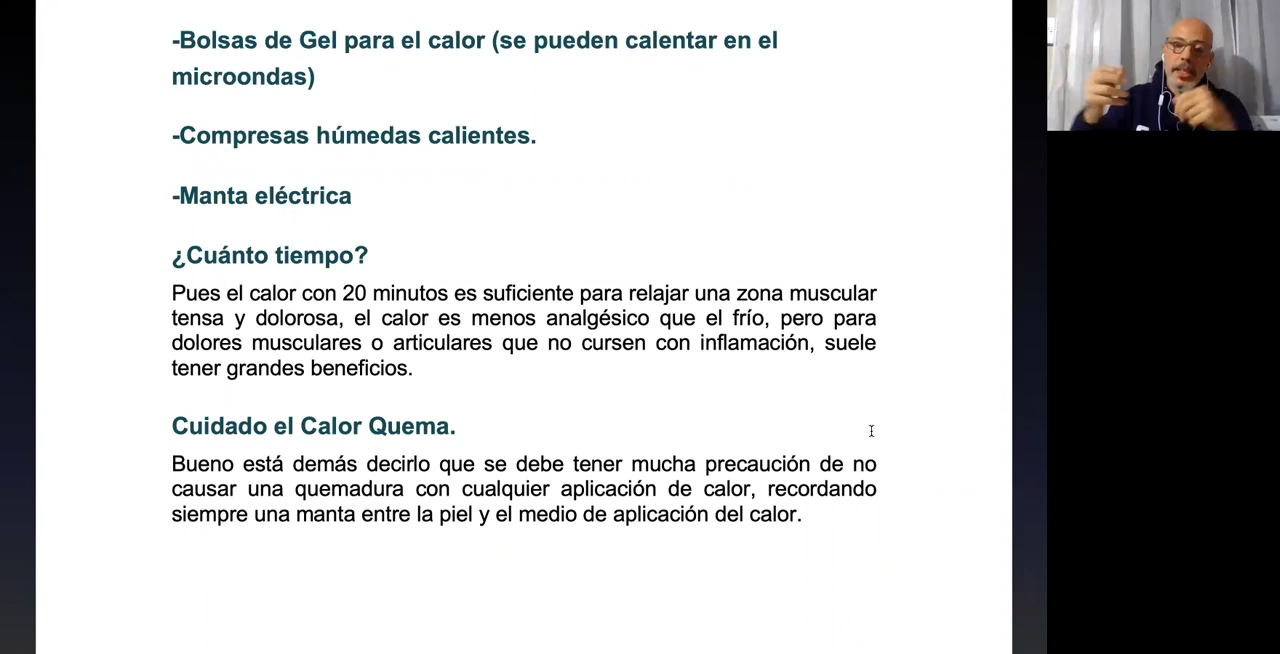 -Bolsas de Gel para el calor (se pueden calentar en el
microondas)
-Compresas húmedas calientes.
-Manta eléctrica
¿Cuánto tiempo?
Pues el calor con 20 minutos es suficiente para relajar una zona muscular
tensa y dolorosa, el calor es menos analgésico que el frío, pero para
dolores musculares o articulares que no cursen con inflamación, suele
tener grandes beneficios.
Cuidado el Calor Quema.
Bueno está demás decirlo que se debe tener mucha precaución de no
causar una quemadura con cualquier aplicación de calor, recordando
siempre una manta entre la piel y el medio de aplicación del calor.